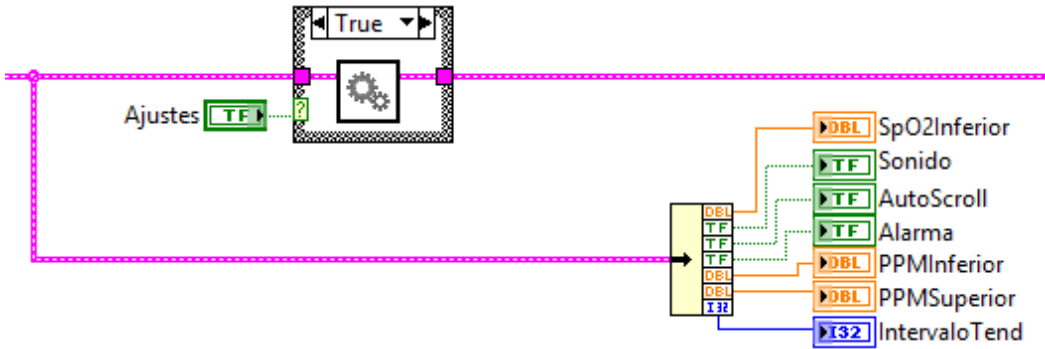 True
Ajustes TF
?
DBL SpO2Inferior
TF Sonido
TF AutoScroll
TF Alarma
DBL PPMInferior
DBL PPMSuperior
I32 IntervaloTend
DBL
TF
TF
TF
DBL
DBL
I32